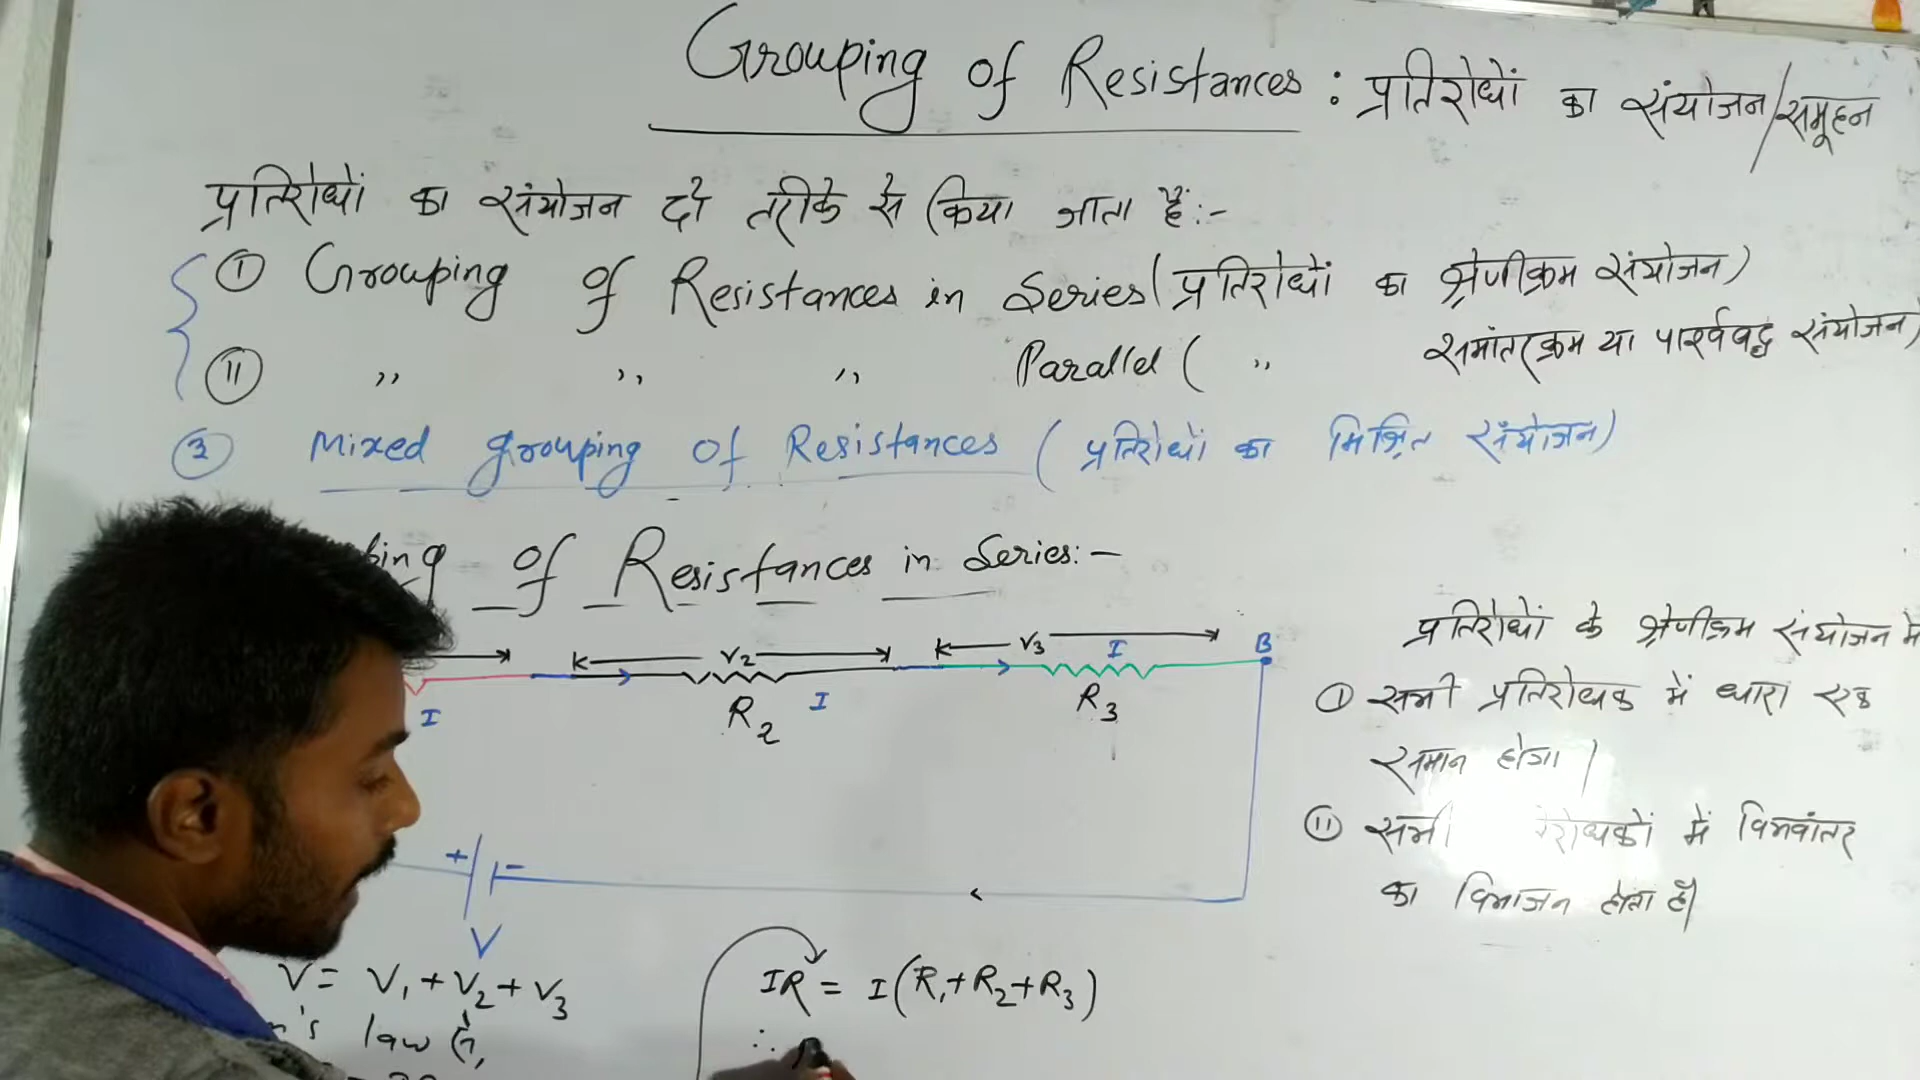 Grouping of Resistances : प्रतिरोधों का संयोजन/समूहन
प्रतिरोधों का संयोजन दो तरीके से किया जाता है:-
① Grouping of Resistances in Series (प्रतिरोधों का श्रेणीक्रम संयोजन)
⑪ ,, ,, ,, Parallel ( ,, समांतरक्रम या पार्श्वबद्ध संयोजन)
③ Mixed grouping of Resistances (प्रतिरोधों का मिश्रित संयोजन)
of Resistances in Series:-
V2
V3
I
B
I
R2
I
R3
+ -
V
प्रतिरोधों के श्रेणीक्रम संयोजन में
① सभी प्रतिरोधक में धारा एक
समान होगा।
⑪ सभी में विभवांतर
का विभाजन होता है।
V = V1 + V2 + V3
law से,
IR = I(R1+R2+R3)
∴